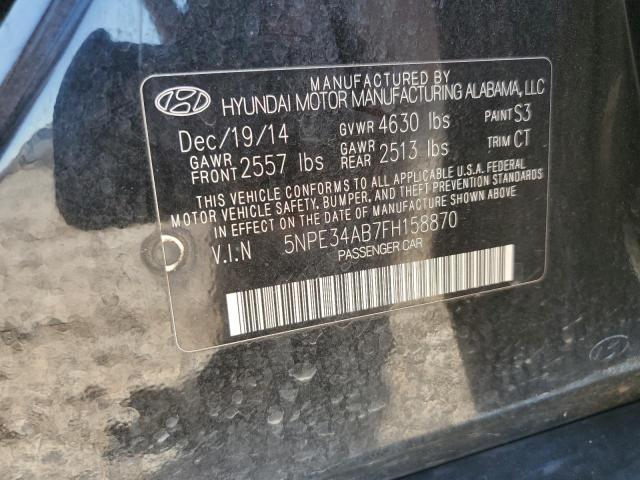 MANUFACTURED BY
HYUNDAI MOTOR MANUFACTURING ALABAMA, LLC
Dec/19/14 GVWR 4630 lbs PAINT S3
GAWR FRONT 2557 lbs GAWR REAR 2513 lbs TRIM CT
THIS VEHICLE CONFORMS TO ALL APPLICABLE U.S.A. FEDERAL
MOTOR VEHICLE SAFETY, BUMPER, AND THEFT PREVENTION STANDARDS
IN EFFECT ON THE DATE OF MANUFACTURE SHOWN ABOVE.
V.I.N 5NPE34AB7FH158870
PASSENGER CAR